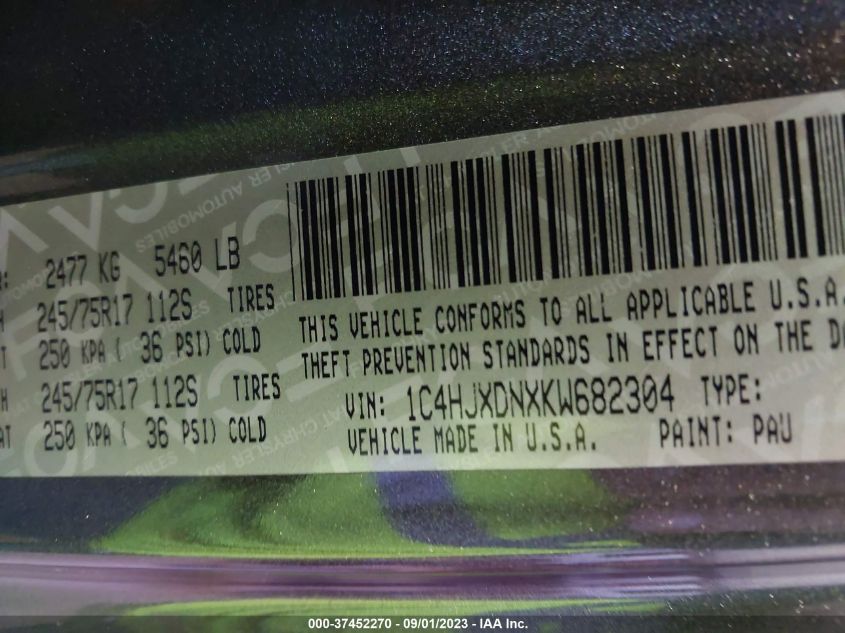 2477 KG 5460 LB
245/75R17 112S TIRES
250 KPA ( 36 PSI) COLD
245/75R17 112S TIRES
250 KPA ( 36 PSI) COLD
THIS VEHICLE CONFORMS TO ALL APPLICABLE U.S.A.
THEFT PREVENTION STANDARDS IN EFFECT ON THE
VIN: 1C4HJXDNXKW682304 TYPE:
VEHICLE MADE IN U.S.A. PAINT: PAU
000-37452270 - 09/01/2023 - IAA Inc.